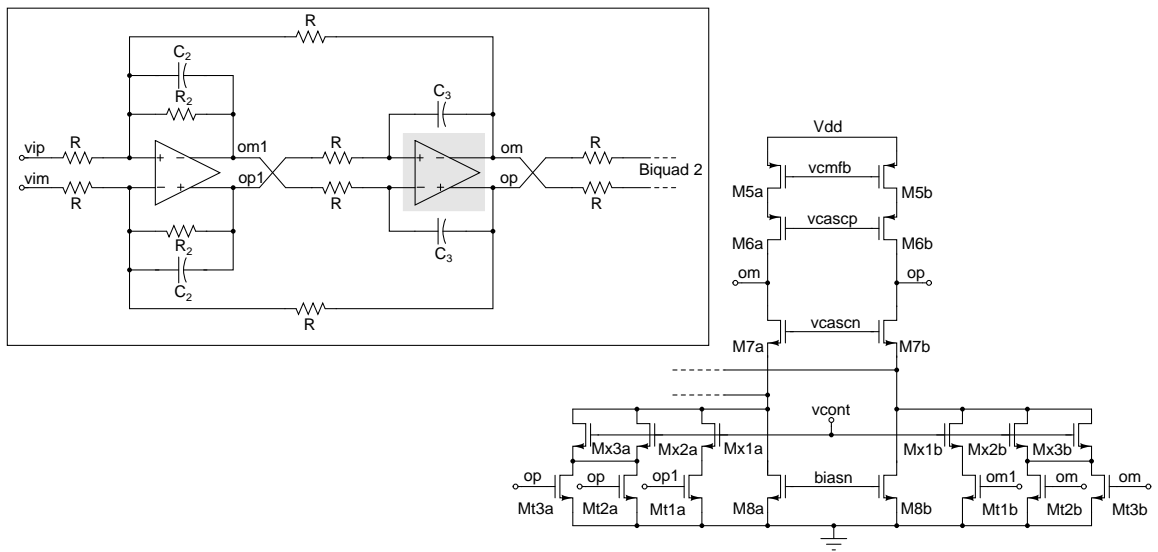 R
C2
R2
R
vip
+ −
om1
R
C3
+ −
om
R
Biquad 2
vim
R
− +
op1
R
− +
op
R
R2
C2
C3
R
Vdd
vcmfb
M5a
M5b
vcascp
M6a
M6b
om
op
vcascn
M7a
M7b
vcont
Mx3a
Mx2a
Mx1a
Mx1b
Mx2b
Mx3b
op
op
op1
biasn
om1
om
om
Mt3a
Mt2a
Mt1a
M8a
M8b
Mt1b
Mt2b
Mt3b